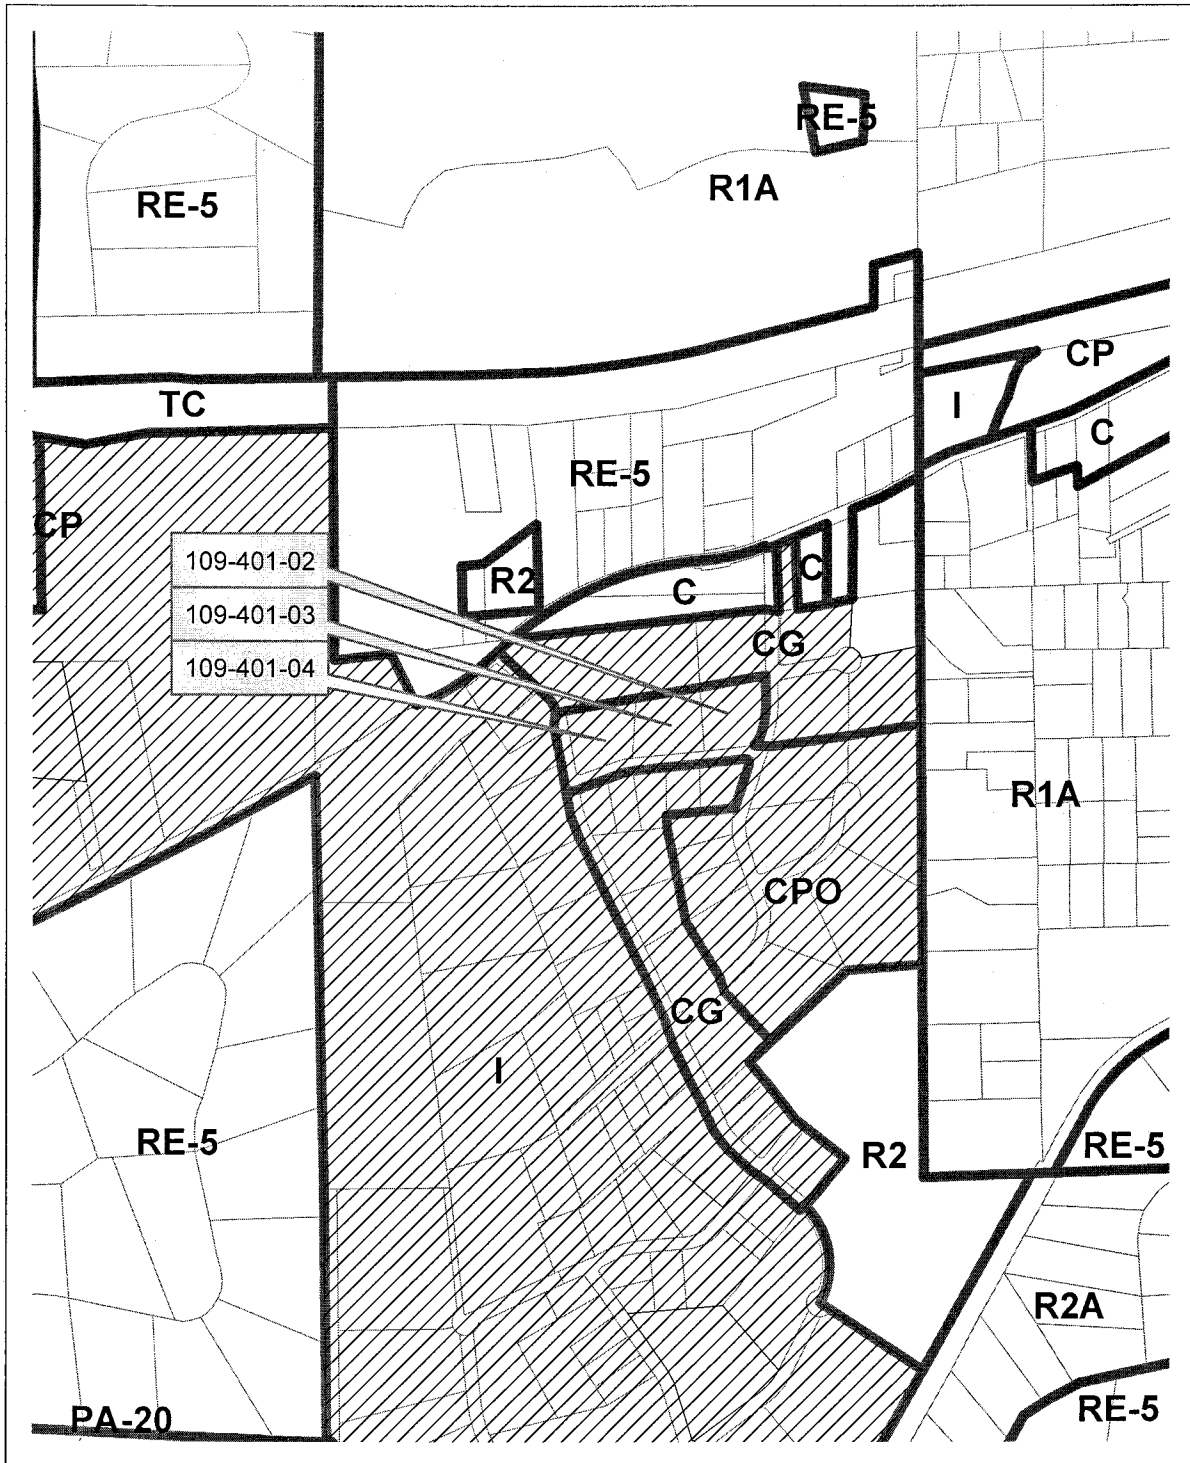 RE-5
RE-5
R1A
CP
TC
I
C
RE-5
CP
109-401-02
R2
C
C
109-401-03
CG
109-401-04
R1A
CPO
CG
I
RE-5
R2
RE-5
R2A
PA-20
RE-5